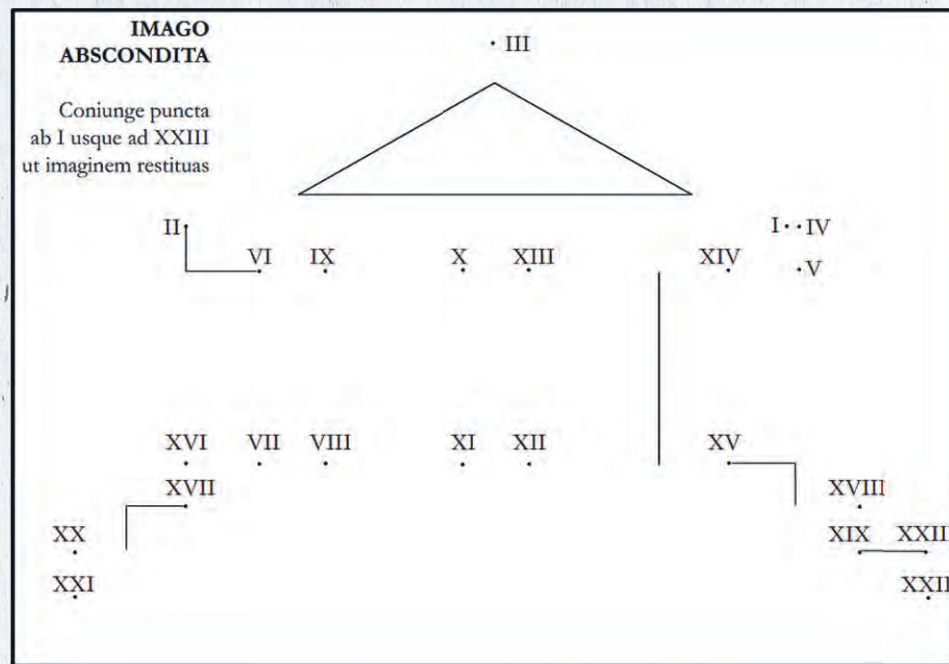 IMAGO
ABSCONDITA
Coniunge puncta
ab I usque ad XXIII
ut imaginem restituas
III
II
I
IV
VI
IX
X
XIII
XIV
V
XVI
VII
VIII
XI
XII
XV
XVII
XVIII
XX
XIX
XXIII
XXI
XXII